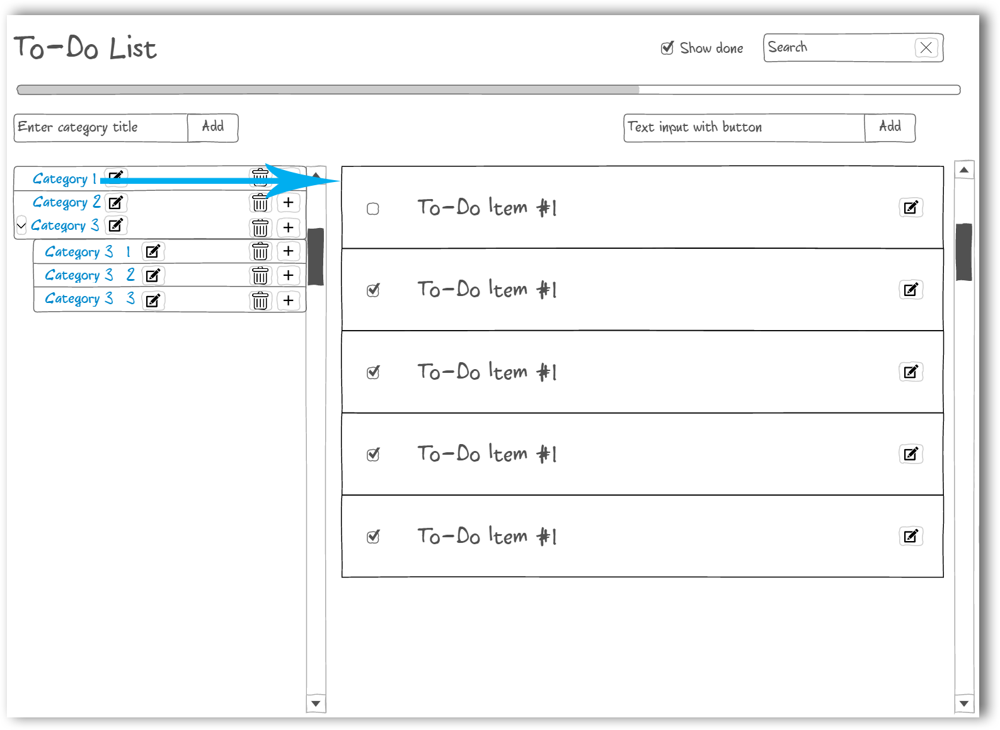 To-Do List
Show done
Search
Enter category title
Add
Text input with button
Add
Category 1
Category 2
Category 3
Category 3 1
Category 3 2
Category 3 3
To-Do Item #1
To-Do Item #1
To-Do Item #1
To-Do Item #1
To-Do Item #1